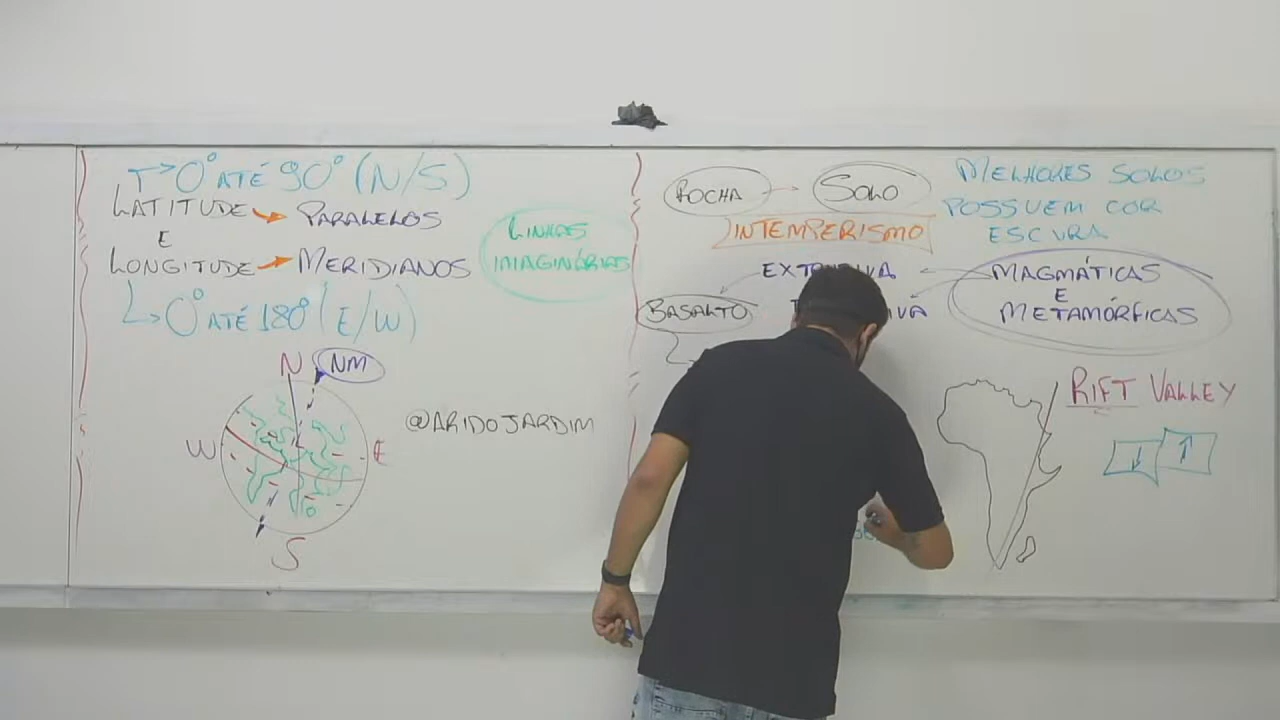 0° ATÉ 90° (N/S)
LATITUDE → PARALELOS
E
LONGITUDE → MERIDIANOS
0° ATÉ 180° (E/W)
LINHAS
IMAGINÁRIAS
N
NM
W
E
S
@ARIDOJARDIM
ROCHA → SOLO
INTEMPERISMO
MELHORES SOLOS
POSSUEM COR
ESCURA
MAGMÁTICAS
E
METAMÓRFICAS
BASALTO
RIFT VALLEY